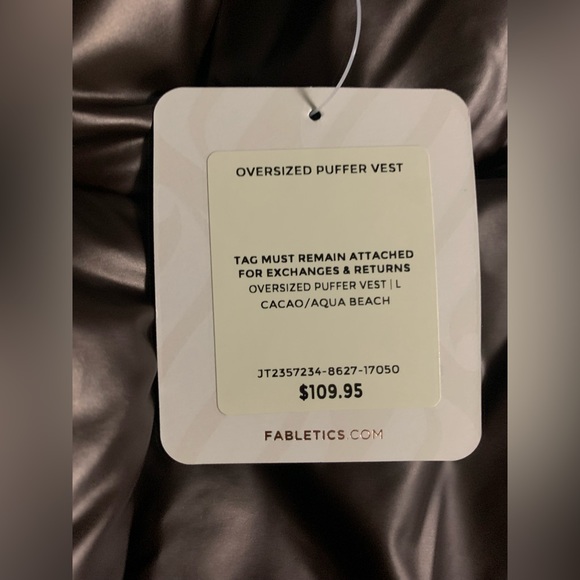 OVERSIZED PUFFER VEST
TAG MUST REMAIN ATTACHED
FOR EXCHANGES & RETURNS
OVERSIZED PUFFER VEST | L
CACAO/AQUA BEACH
JT2357234-8627-17050
$109.95
FABLETICS.COM